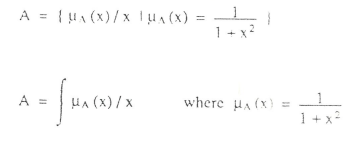 A = { μA (x) / x | μA (x) = 1 / 1 + x² }
A = ∫ μA (x) / x where μA (x) = 1 / 1 + x²